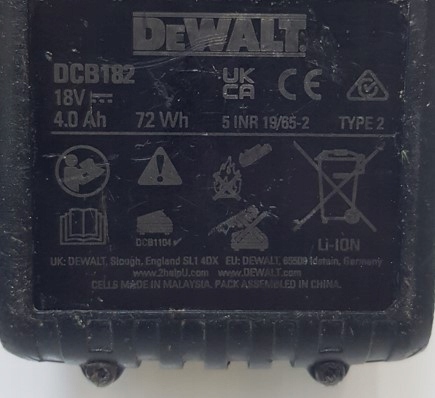 DEWALT
DCB182
UK
CA CE
18V
4.0 Ah 72 Wh 5 INR 19/65-2 TYPE 2
DCB1104
Li-ION
UK: DEWALT, Slough, England SL1 4DX EU: DEWALT, 65509 Idstein, Germany
www.2helpU.com www.DEWALT.com
CELLS MADE IN MALAYSIA. PACK ASSEMBLED IN CHINA.